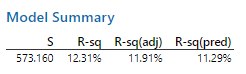 Model Summary
S R-sq R-sq(adj) R-sq(pred)
573.160 12.31% 11.91% 11.29%